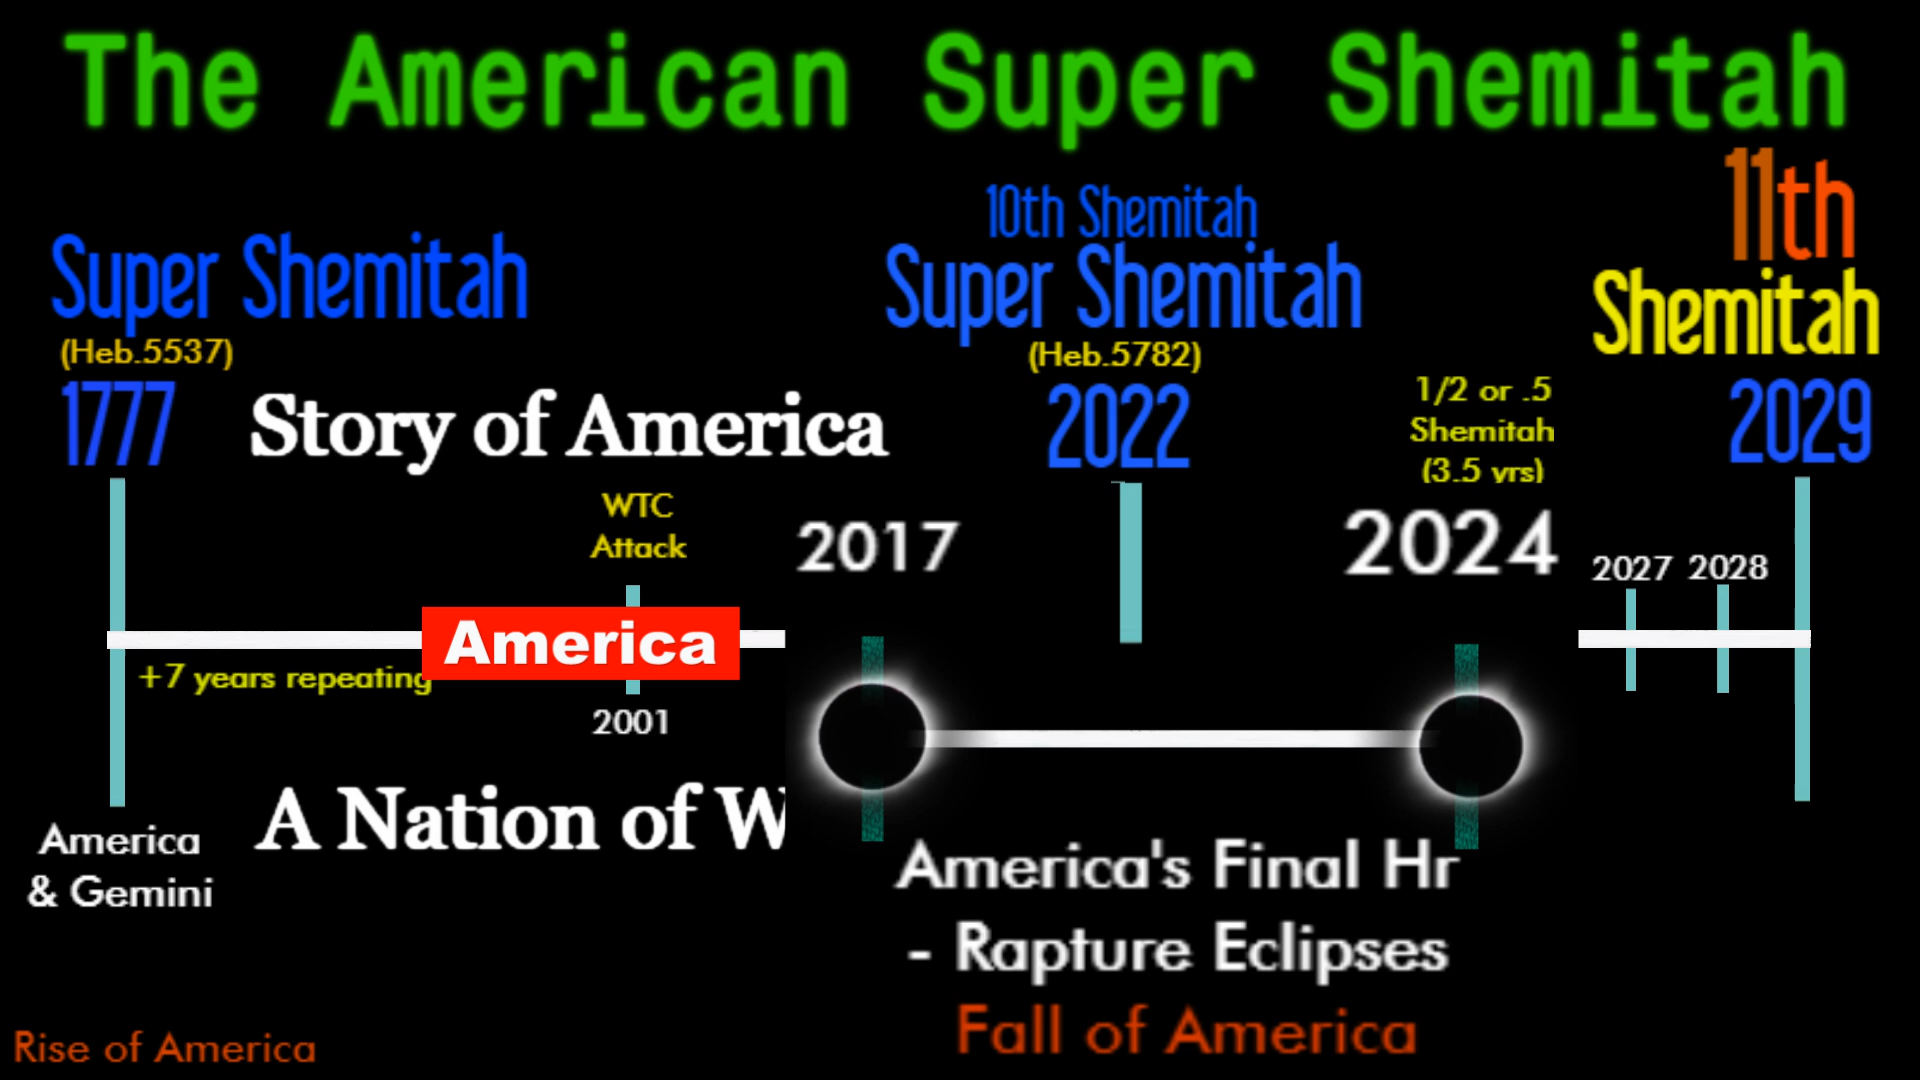 The American Super Shemitah
Super Shemitah
(Heb.5537)
1777
10th Shemitah
Super Shemitah
(Heb.5782)
2022
11th
Shemitah
2029
Story of America
1/2 or .5
Shemitah
(3.5 yrs)
WTC
Attack
2017
2024
2027 2028
America
+7 years repeating
2001
A Nation of W
America
& Gemini
America's Final Hr
- Rapture Eclipses
Fall of America
Rise of America